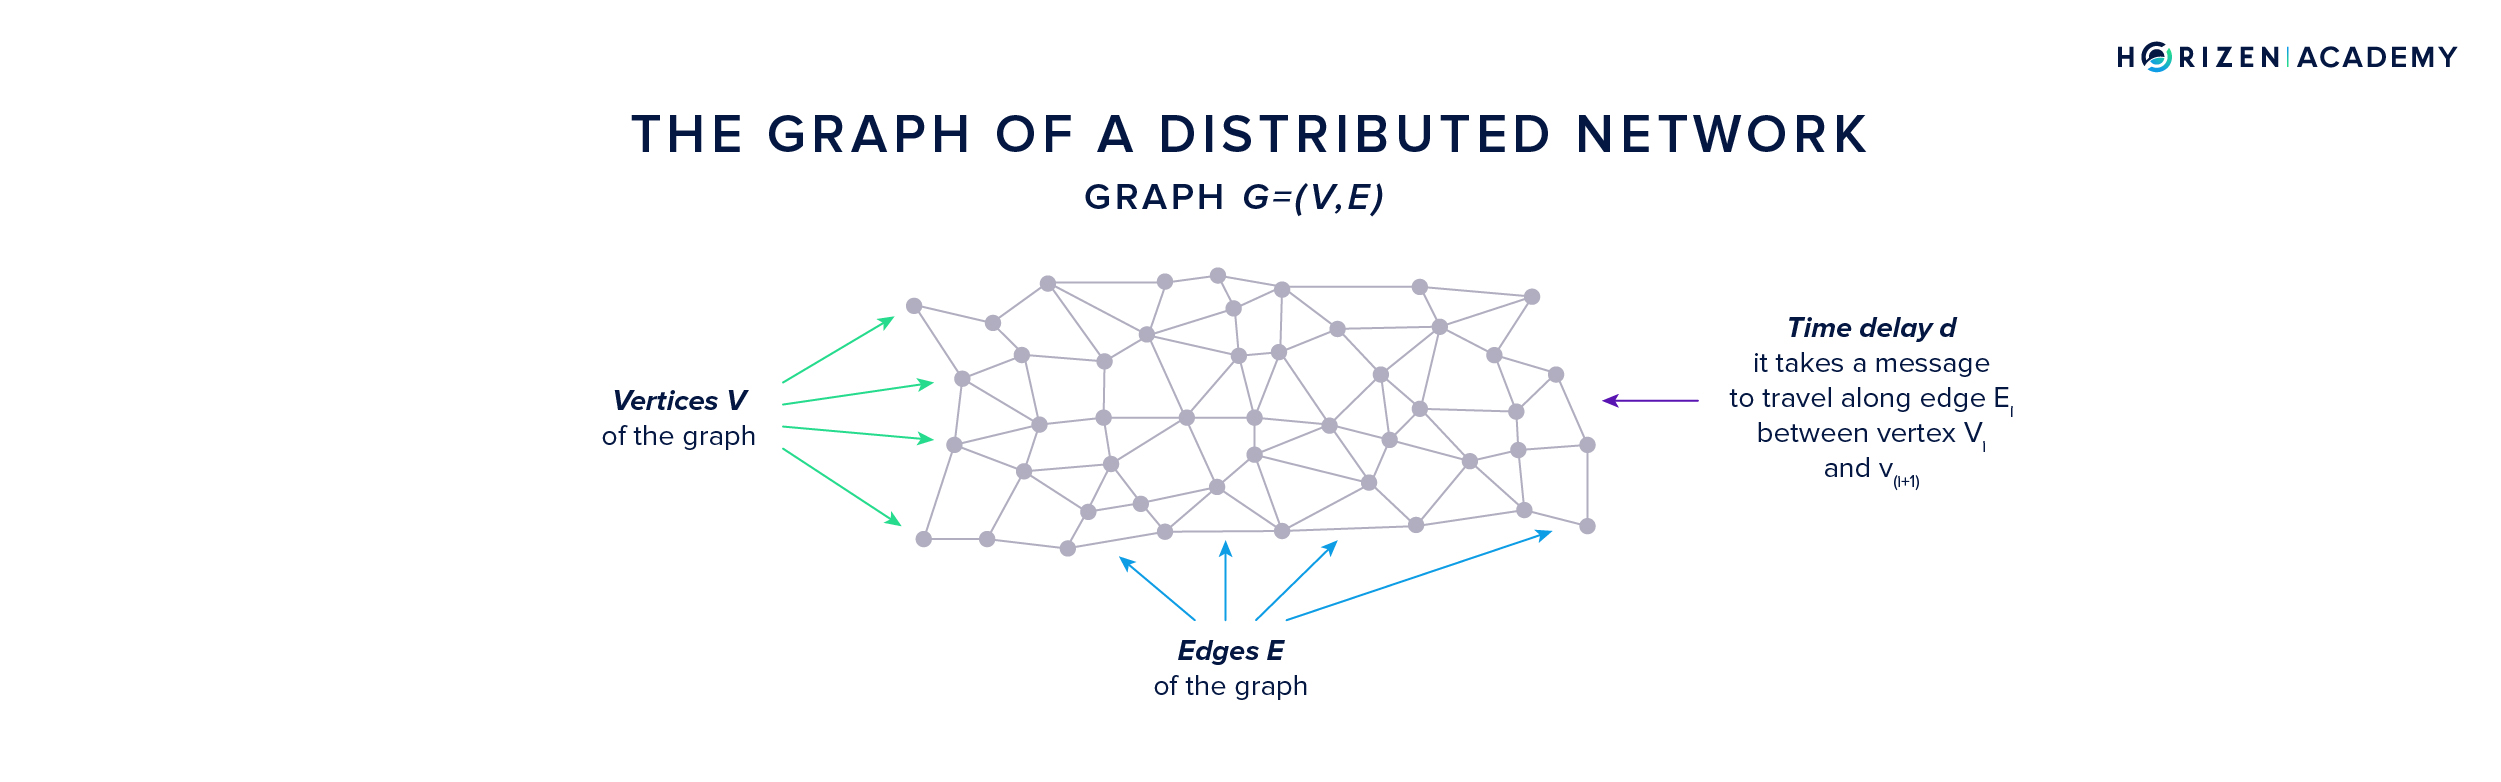 HORIZEN | ACADEMY
THE GRAPH OF A DISTRIBUTED NETWORK
GRAPH G=(V,E)
Vertices V
of the graph
Time delay d
it takes a message
to travel along edge E_I
between vertex V_I
and v_(I+1)
Edges E
of the graph